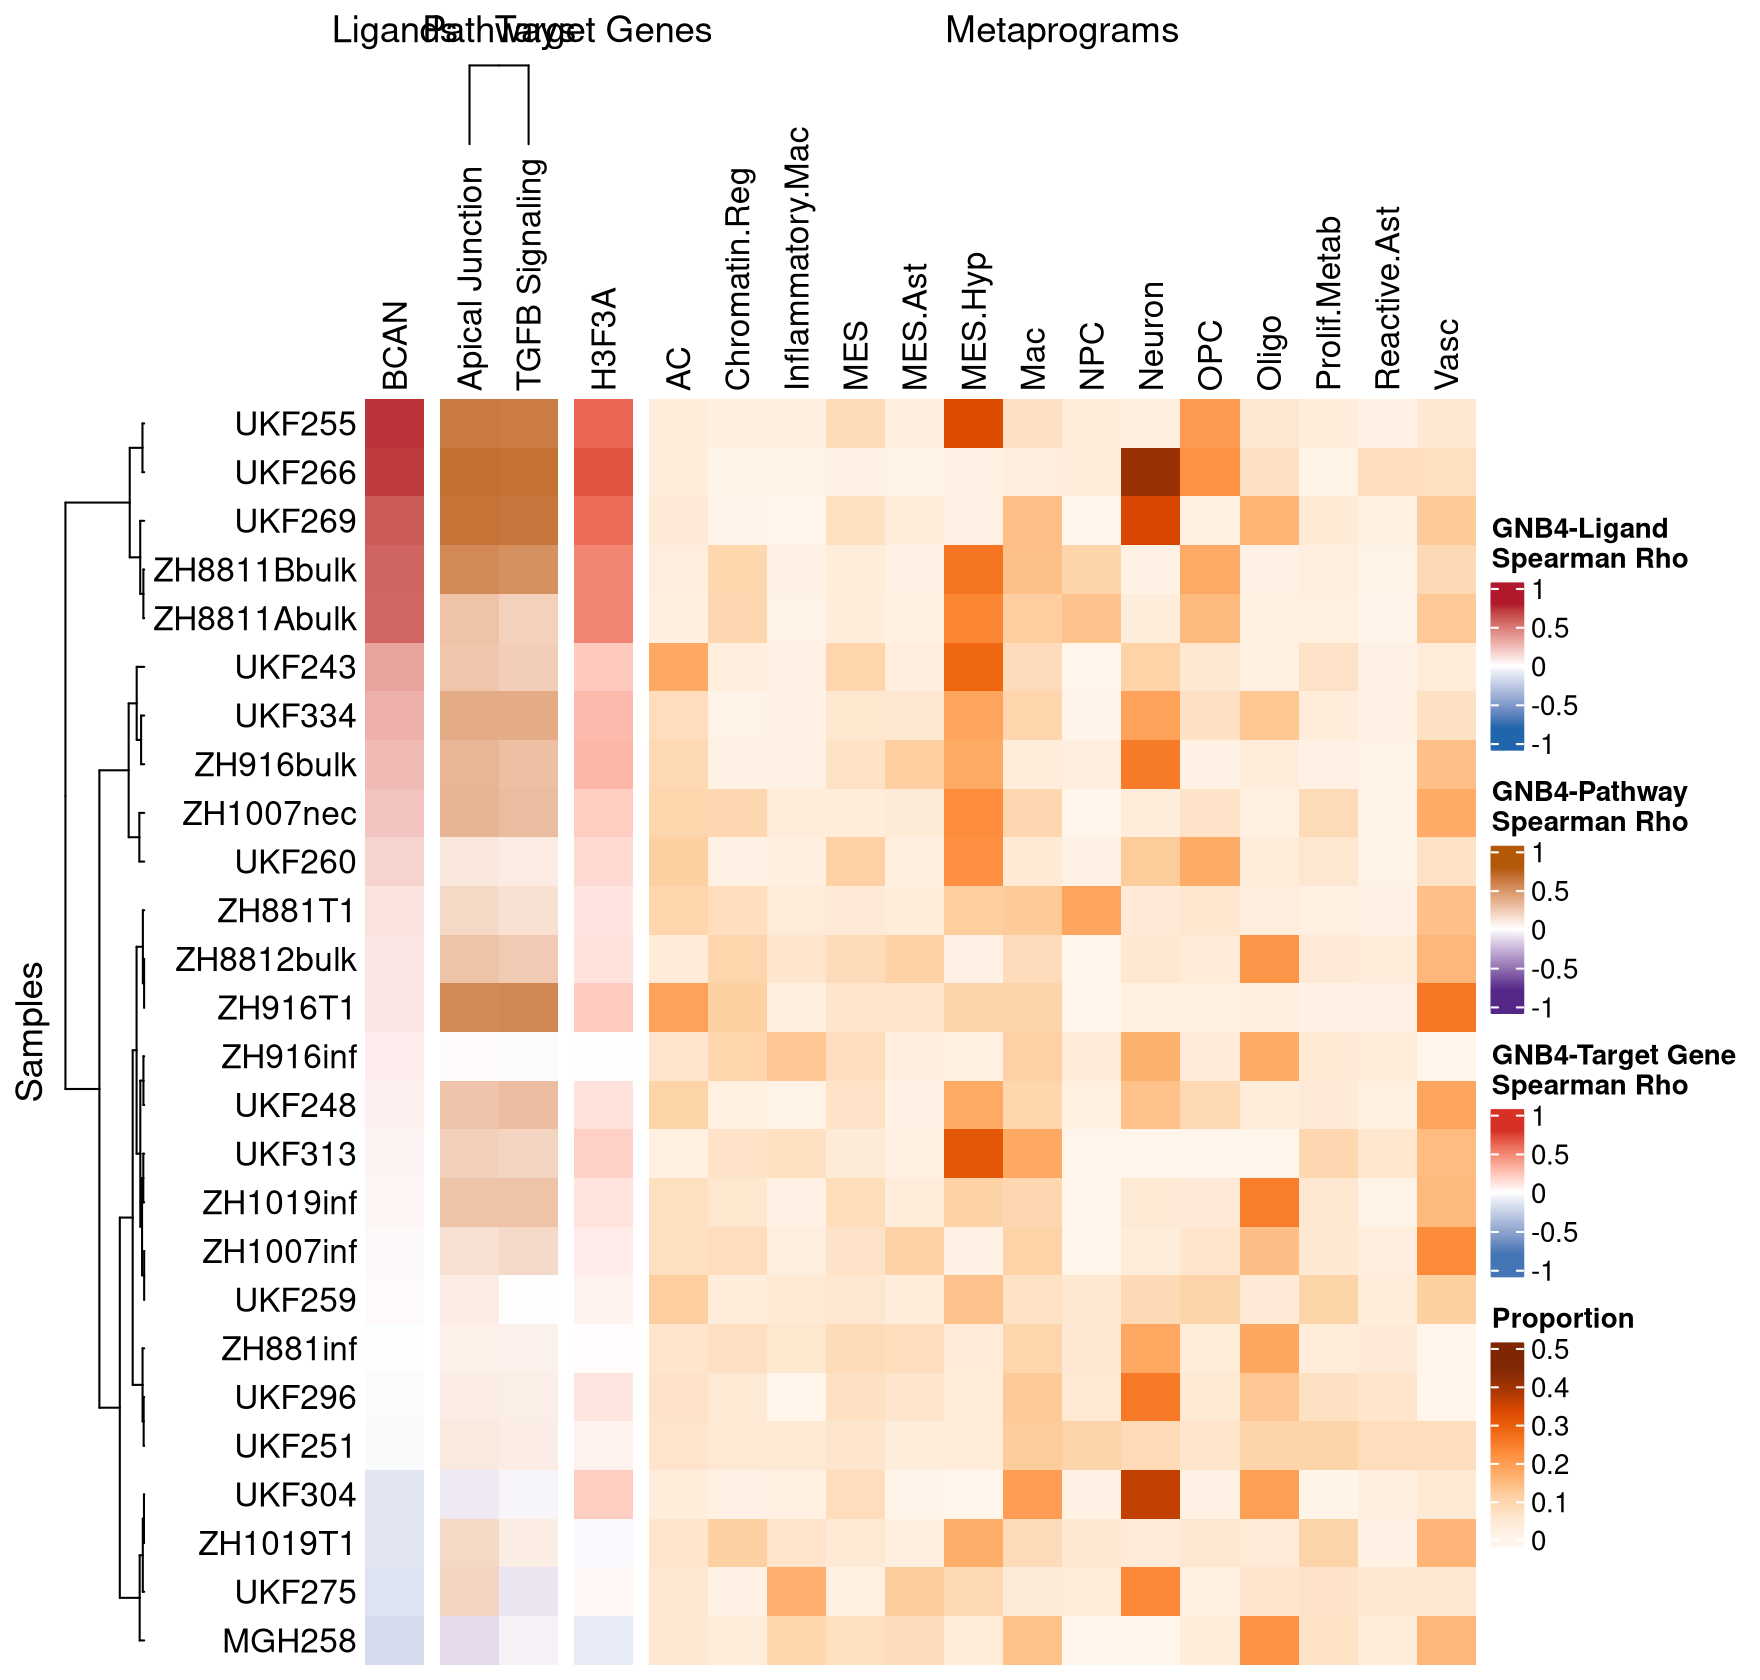 Ligands Pathways Target Genes Metaprograms
BCAN
Apical Junction
TGFB Signaling
H3F3A
AC
Chromatin.Reg
Inflammatory.Mac
MES
MES.Ast
MES.Hyp
Mac
NPC
Neuron
OPC
Oligo
Prolif.Metab
Reactive.Ast
Vasc
Samples
UKF255
UKF266
UKF269
ZH8811Bbulk
ZH8811Abulk
UKF243
UKF334
ZH916bulk
ZH1007nec
UKF260
ZH881T1
ZH8812bulk
ZH916T1
ZH916inf
UKF248
UKF313
ZH1019inf
ZH1007inf
UKF259
ZH881inf
UKF296
UKF251
UKF304
ZH1019T1
UKF275
MGH258
GNB4-Ligand
Spearman Rho
1
0.5
0
-0.5
-1
GNB4-Pathway
Spearman Rho
1
0.5
0
-0.5
-1
GNB4-Target Gene
Spearman Rho
1
0.5
0
-0.5
-1
Proportion
0.5
0.4
0.3
0.2
0.1
0